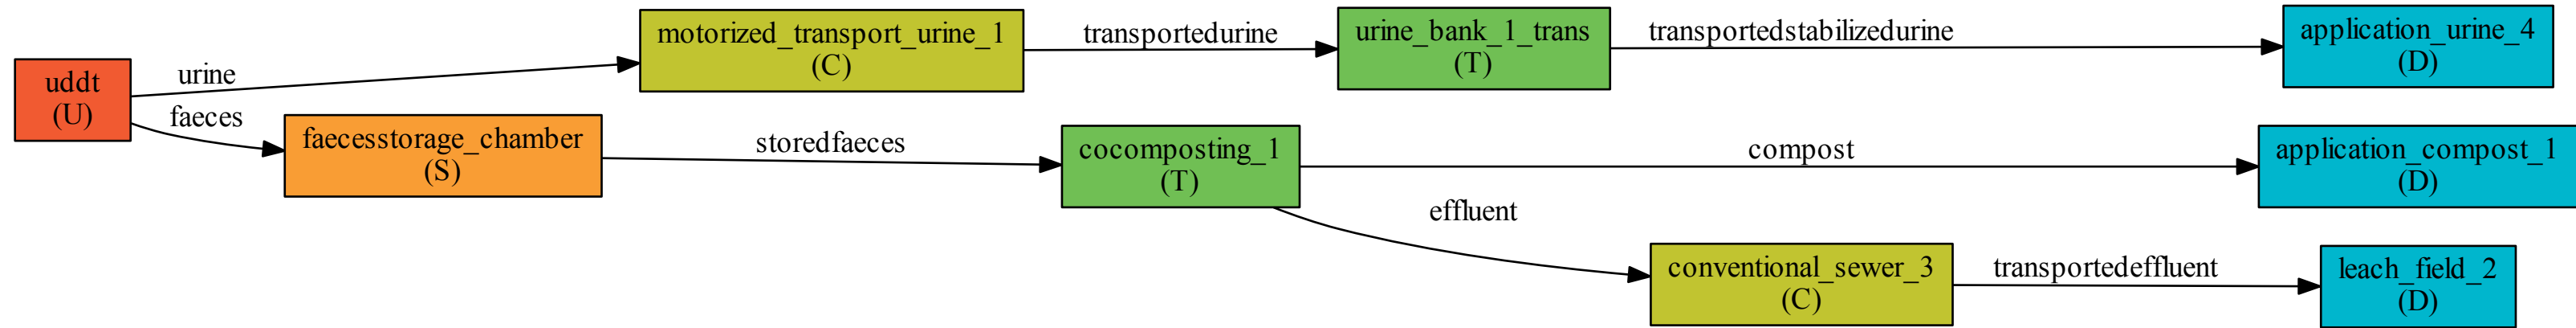 uddt
(U)
urine
faeces
motorized_transport_urine_1
(C)
transportedurine
urine_bank_1_trans
(T)
transportedstabilizedurine
application_urine_4
(D)
faecesstorage_chamber
(S)
storedfaeces
cocomposting_1
(T)
compost
application_compost_1
(D)
effluent
conventional_sewer_3
(C)
transportedeffluent
leach_field_2
(D)